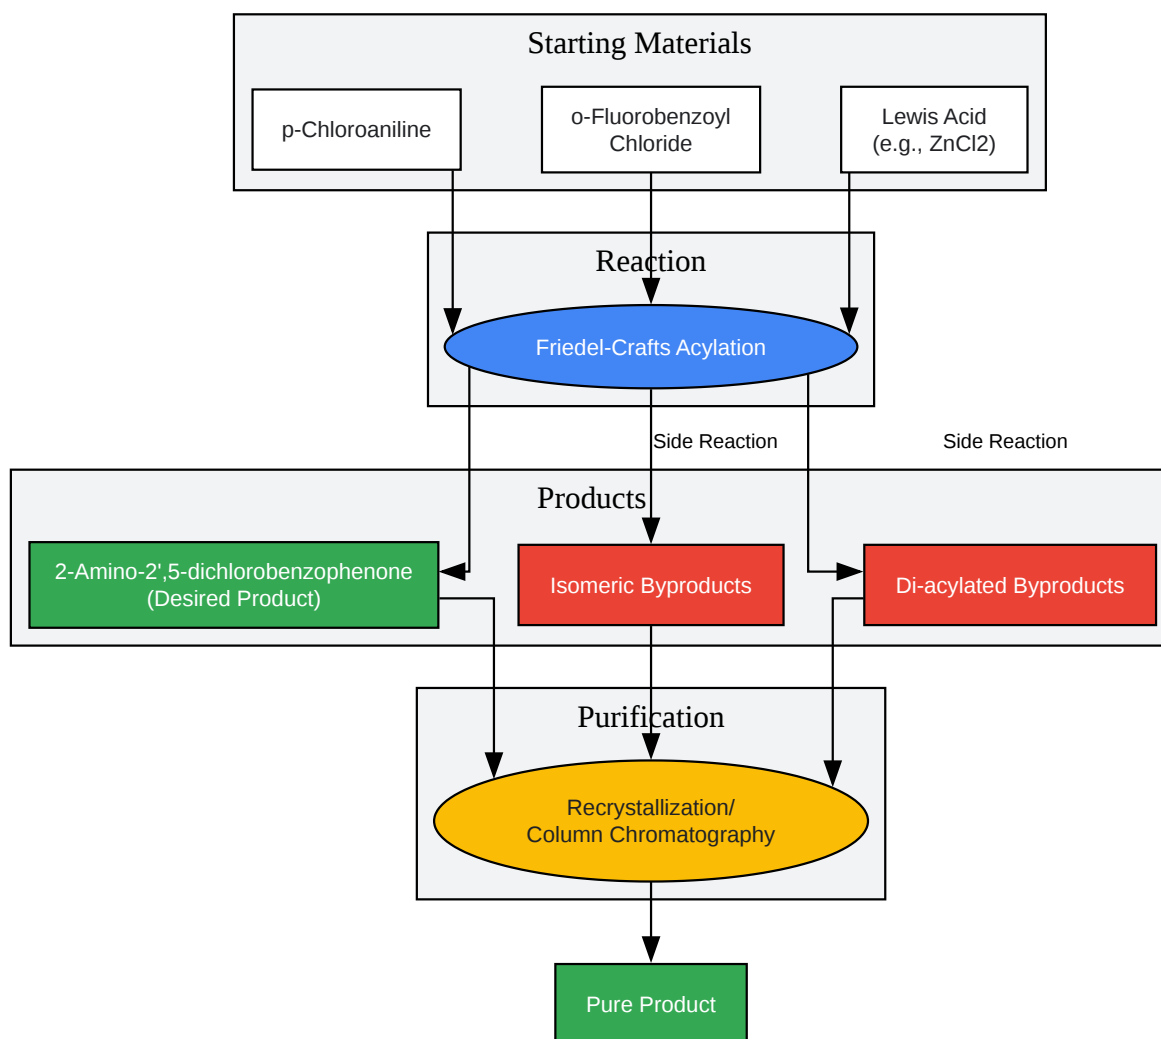 Starting Materials
p-Chloroaniline
o-Fluorobenzoyl
Chloride
Lewis Acid
(e.g., ZnCl2)
Reaction
Friedel-Crafts Acylation
Side Reaction
Side Reaction
Products
2-Amino-2',5-dichlorobenzophenone
(Desired Product)
Isomeric Byproducts
Di-acylated Byproducts
Purification
Recrystallization/
Column Chromatography
Pure Product